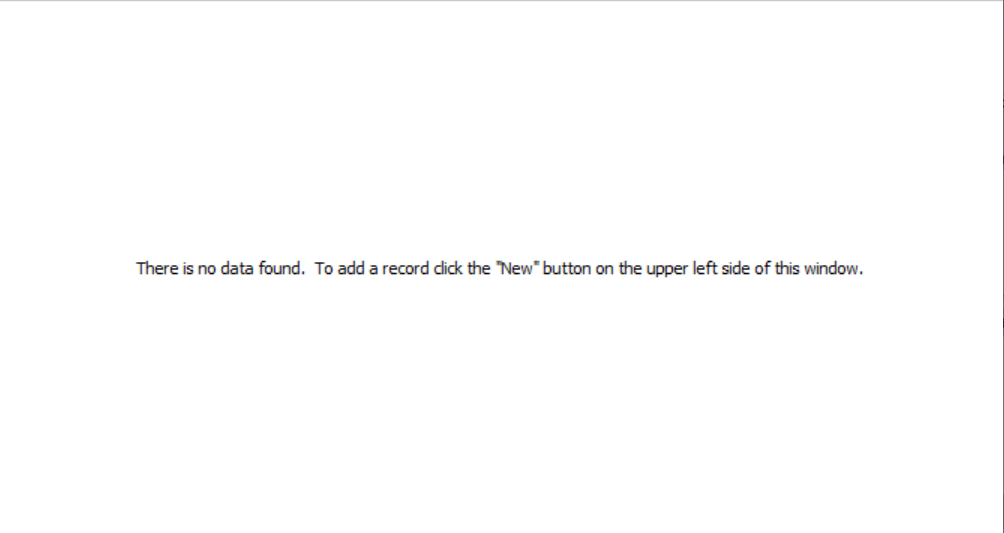 There is no data found.  To add a record click the "New" button on the upper left side of this window.